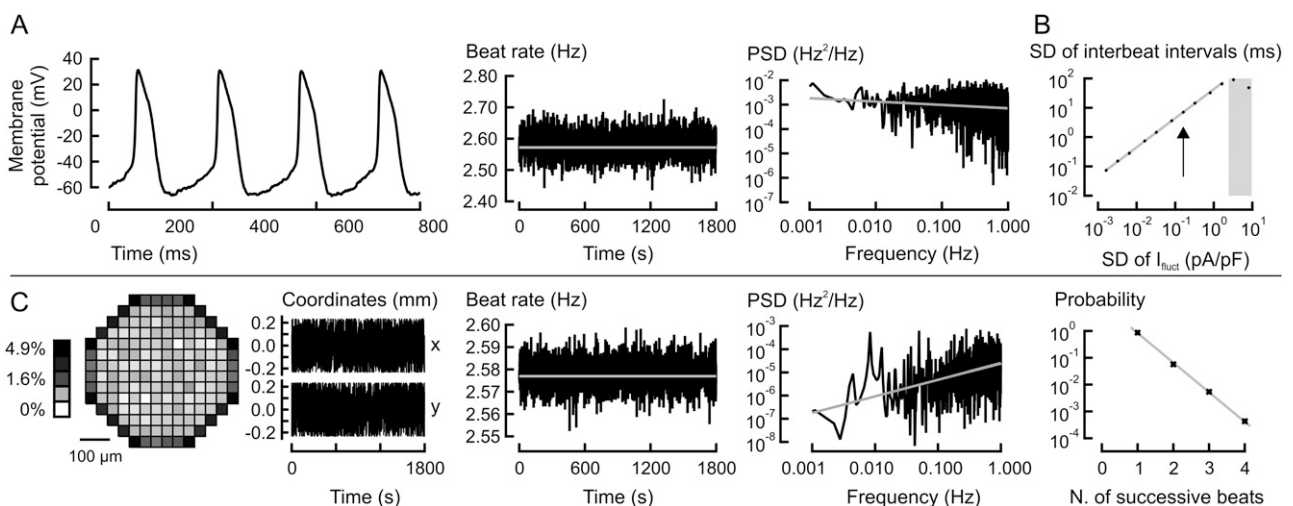 A
Membrane
potential (mV)
40
20
0
-20
-40
-60
0 200 400 600 800
Time (ms)
Beat rate (Hz)
2.80
2.70
2.60
2.50
2.40
0 600 1200 1800
Time (s)
PSD (Hz²/Hz)
10⁻²
10⁻³
10⁻⁴
10⁻⁵
10⁻⁶
10⁻⁷
0.001 0.010 0.100 1.000
Frequency (Hz)
B
SD of interbeat intervals (ms)
10²
10¹
10⁰
10⁻¹
10⁻²
10⁻³ 10⁻² 10⁻¹ 10⁰ 10¹
SD of I_fluct (pA/pF)
C
4.9%
1.6%
0%
100 µm
Coordinates (mm)
0.2
0.0
-0.2
x
0.2
0.0
-0.2
y
0 1800
Time (s)
Beat rate (Hz)
2.60
2.59
2.58
2.57
2.56
2.55
0 600 1200 1800
Time (s)
PSD (Hz²/Hz)
10⁻³
10⁻⁴
10⁻⁵
10⁻⁶
10⁻⁷
10⁻⁸
0.001 0.010 0.100 1.000
Frequency (Hz)
Probability
10⁰
10⁻¹
10⁻²
10⁻³
10⁻⁴
0 1 2 3 4
N. of successive beats